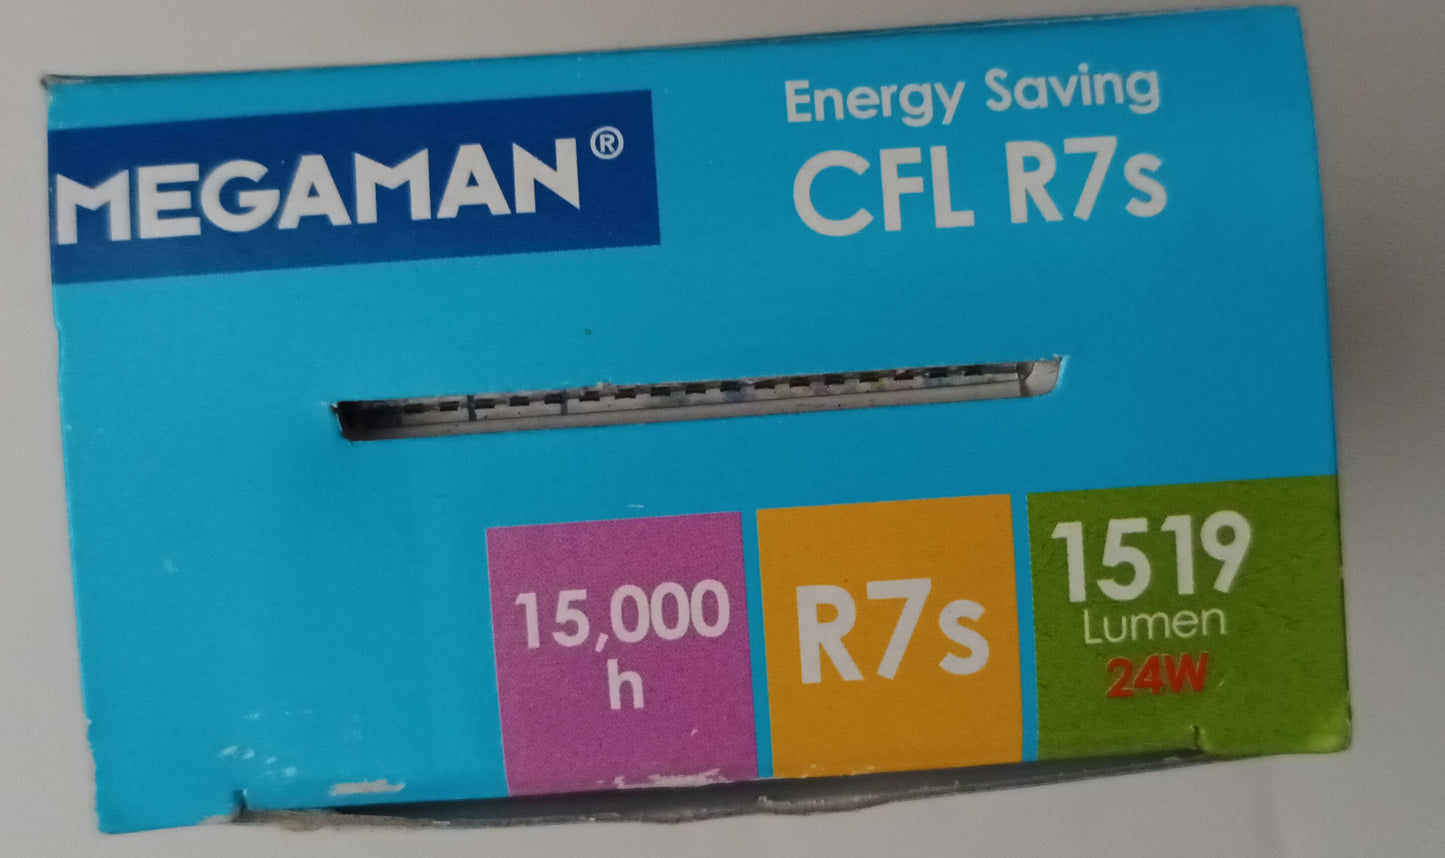 MEGAMAN®
Energy Saving
CFL R7s
15,000
h
R7s
1519
Lumen
24W